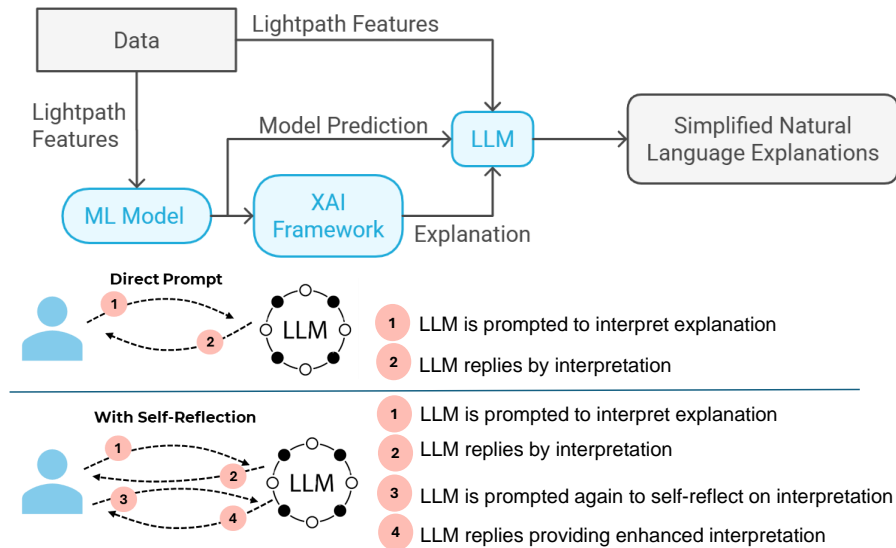 Data
Lightpath Features
Lightpath
Features
Model Prediction
LLM
Simplified Natural
Language Explanations
ML Model
XAI
Framework
Explanation
Direct Prompt
1
2
LLM
1 LLM is prompted to interpret explanation
2 LLM replies by interpretation
With Self-Reflection
1
2
3
4
LLM
1 LLM is prompted to interpret explanation
2 LLM replies by interpretation
3 LLM is prompted again to self-reflect on interpretation
4 LLM replies providing enhanced interpretation